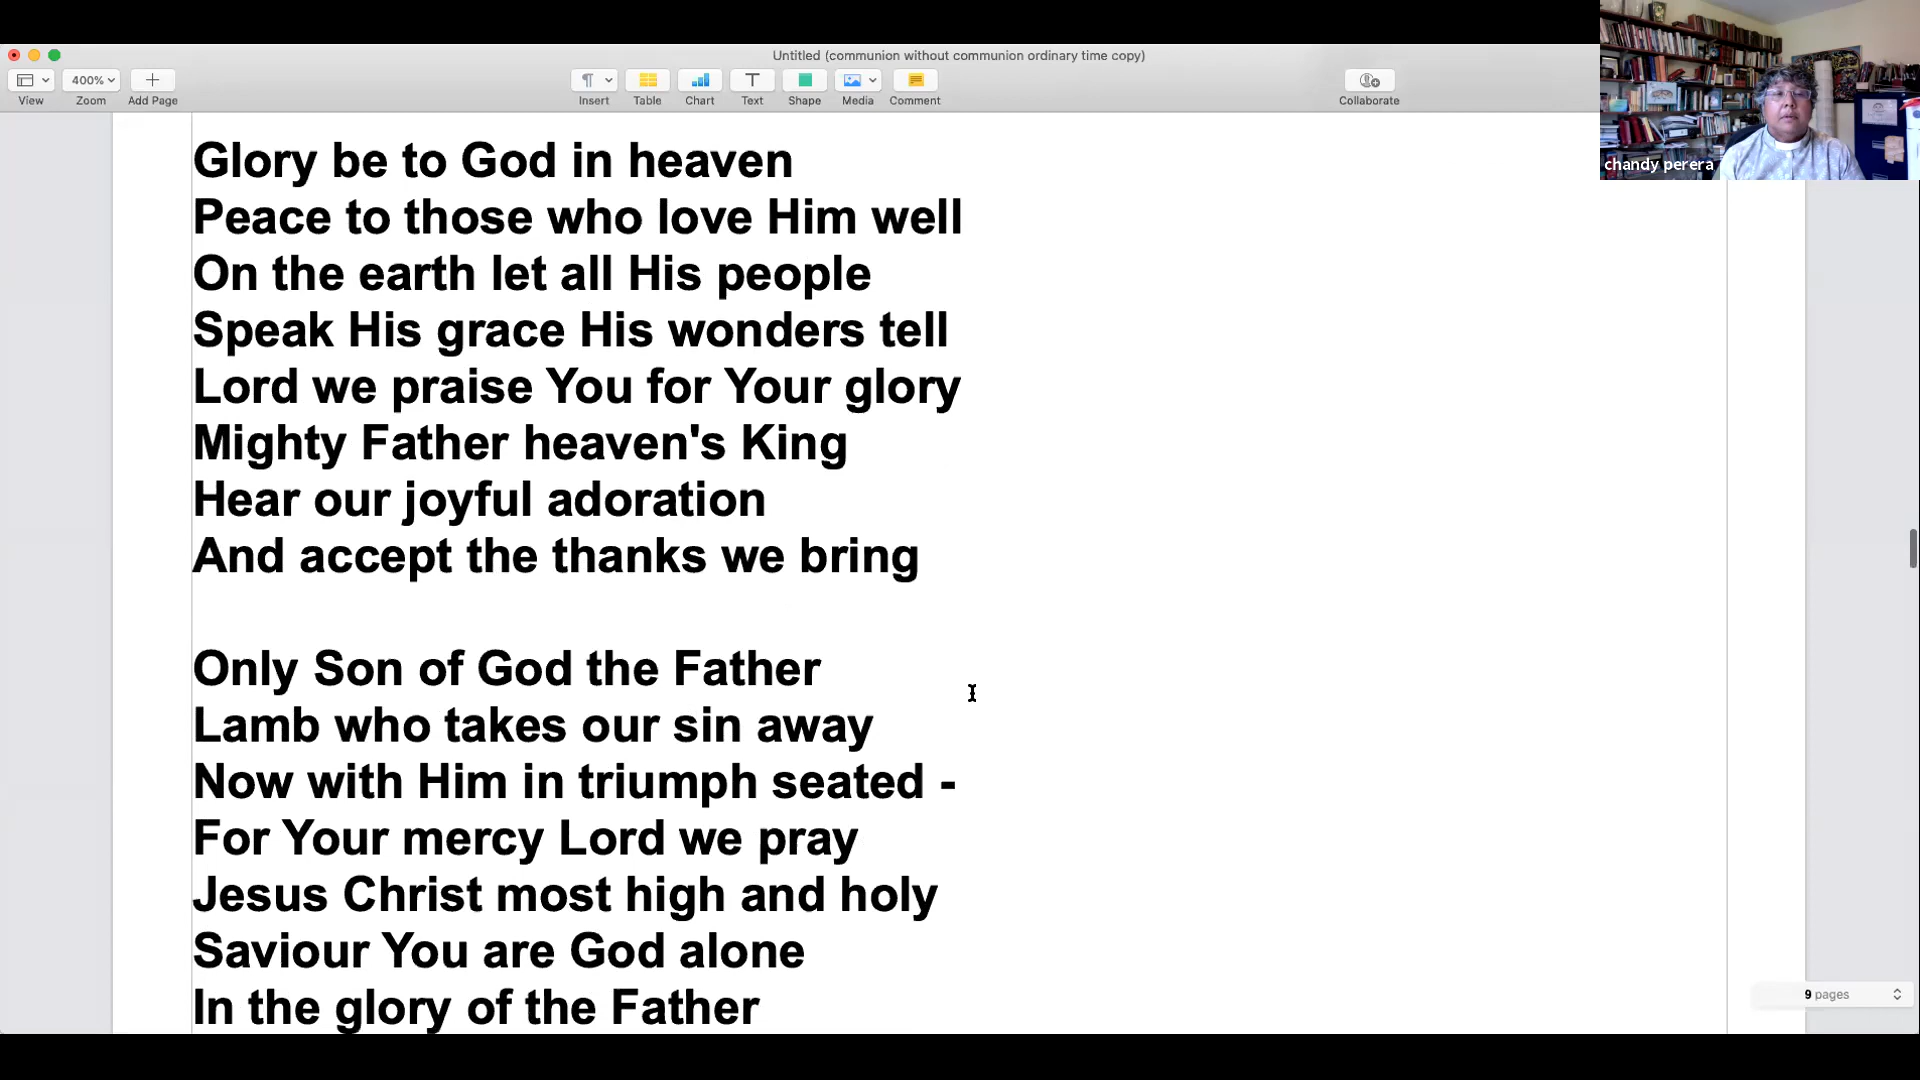 Untitled (communion without communion ordinary time copy)
400%
View
Zoom
Add Page
Insert
Table
Chart
Text
Shape
Media
Comment
Collaborate
chandy perera
Glory be to God in heaven
Peace to those who love Him well
On the earth let all His people
Speak His grace His wonders tell
Lord we praise You for Your glory
Mighty Father heaven's King
Hear our joyful adoration
And accept the thanks we bring
Only Son of God the Father
Lamb who takes our sin away
Now with Him in triumph seated -
For Your mercy Lord we pray
Jesus Christ most high and holy
Saviour You are God alone
In the glory of the Father
9 pages